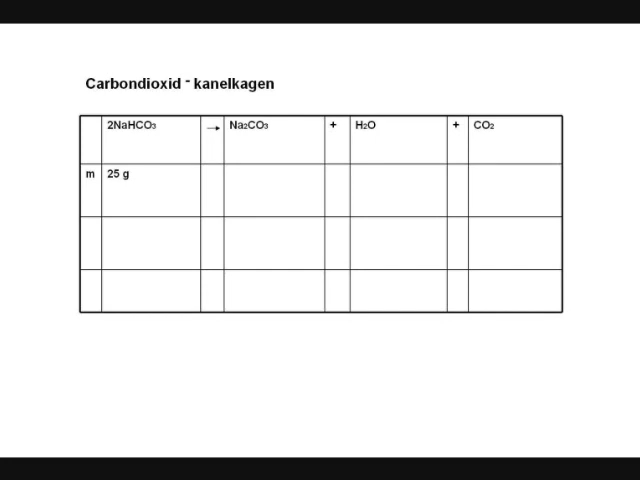 Carbondioxid - kanelkagen
2NaHCO3 → Na2CO3 + H2O + CO2
m 25 g